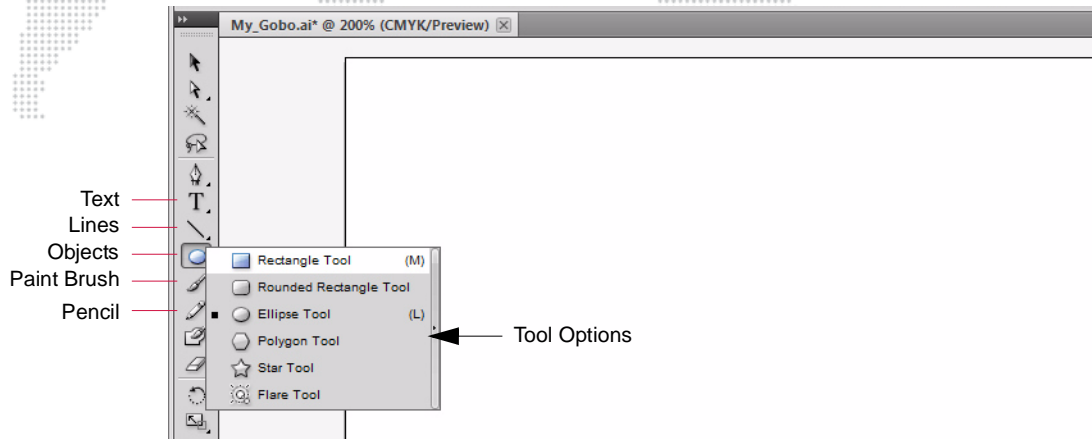 My_Gobo.ai* @ 200% (CMYK/Preview)
Text
T
Lines
Objects
Rectangle Tool (M)
Paint Brush
Rounded Rectangle Tool
Pencil
Ellipse Tool (L)
Polygon Tool
Tool Options
Star Tool
Flare Tool